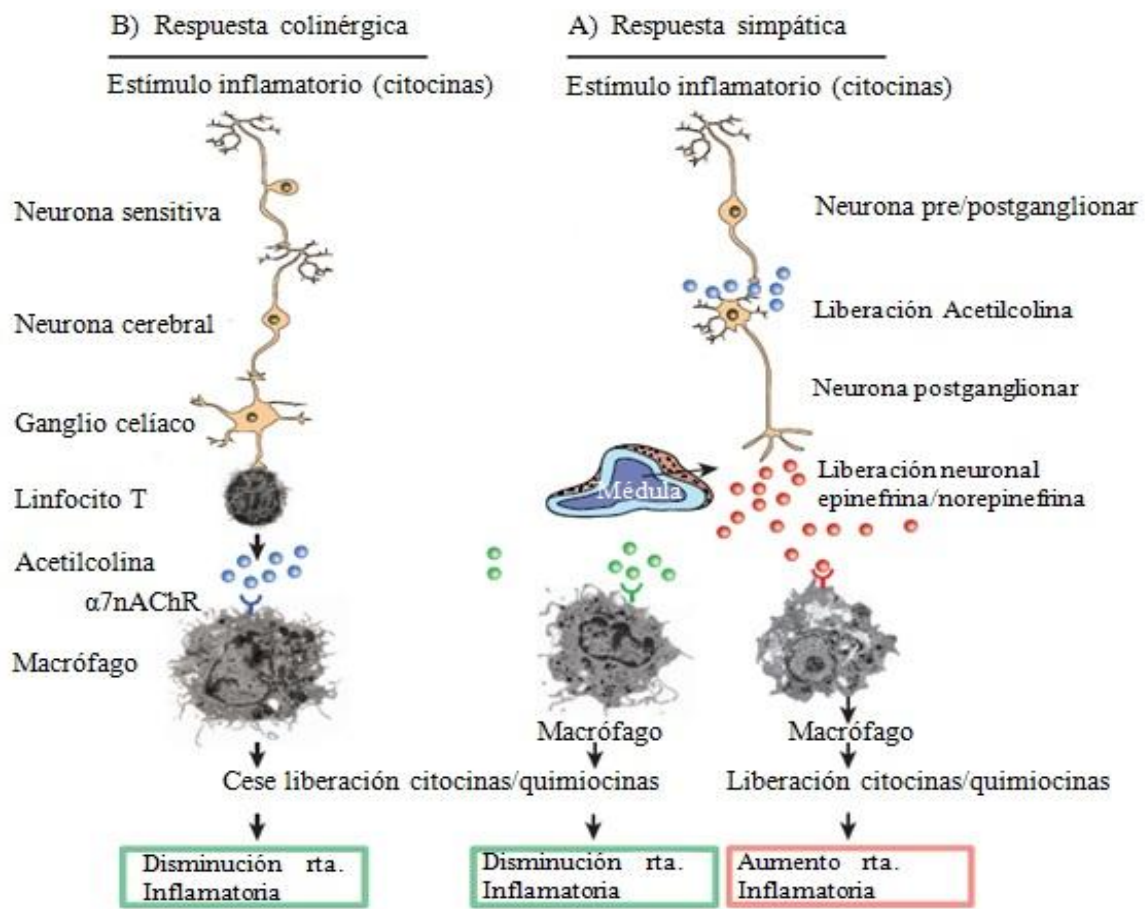 B) Respuesta colinérgica
Estímulo inflamatorio (citocinas)
Neurona sensitiva
Neurona cerebral
Ganglio celíaco
Linfocito T
Acetilcolina
α7nAChR
Macrófago
A) Respuesta simpática
Estímulo inflamatorio (citocinas)
Neurona pre/postganglionar
Liberación Acetilcolina
Neurona postganglionar
Médula
Liberación neuronal
epinefrina/norepinefrina
Macrófago
Macrófago
Cese liberación citocinas/quimiocinas
Liberación citocinas/quimiocinas
Disminución rta.
Inflamatoria
Disminución rta.
Inflamatoria
Aumento rta.
Inflamatoria